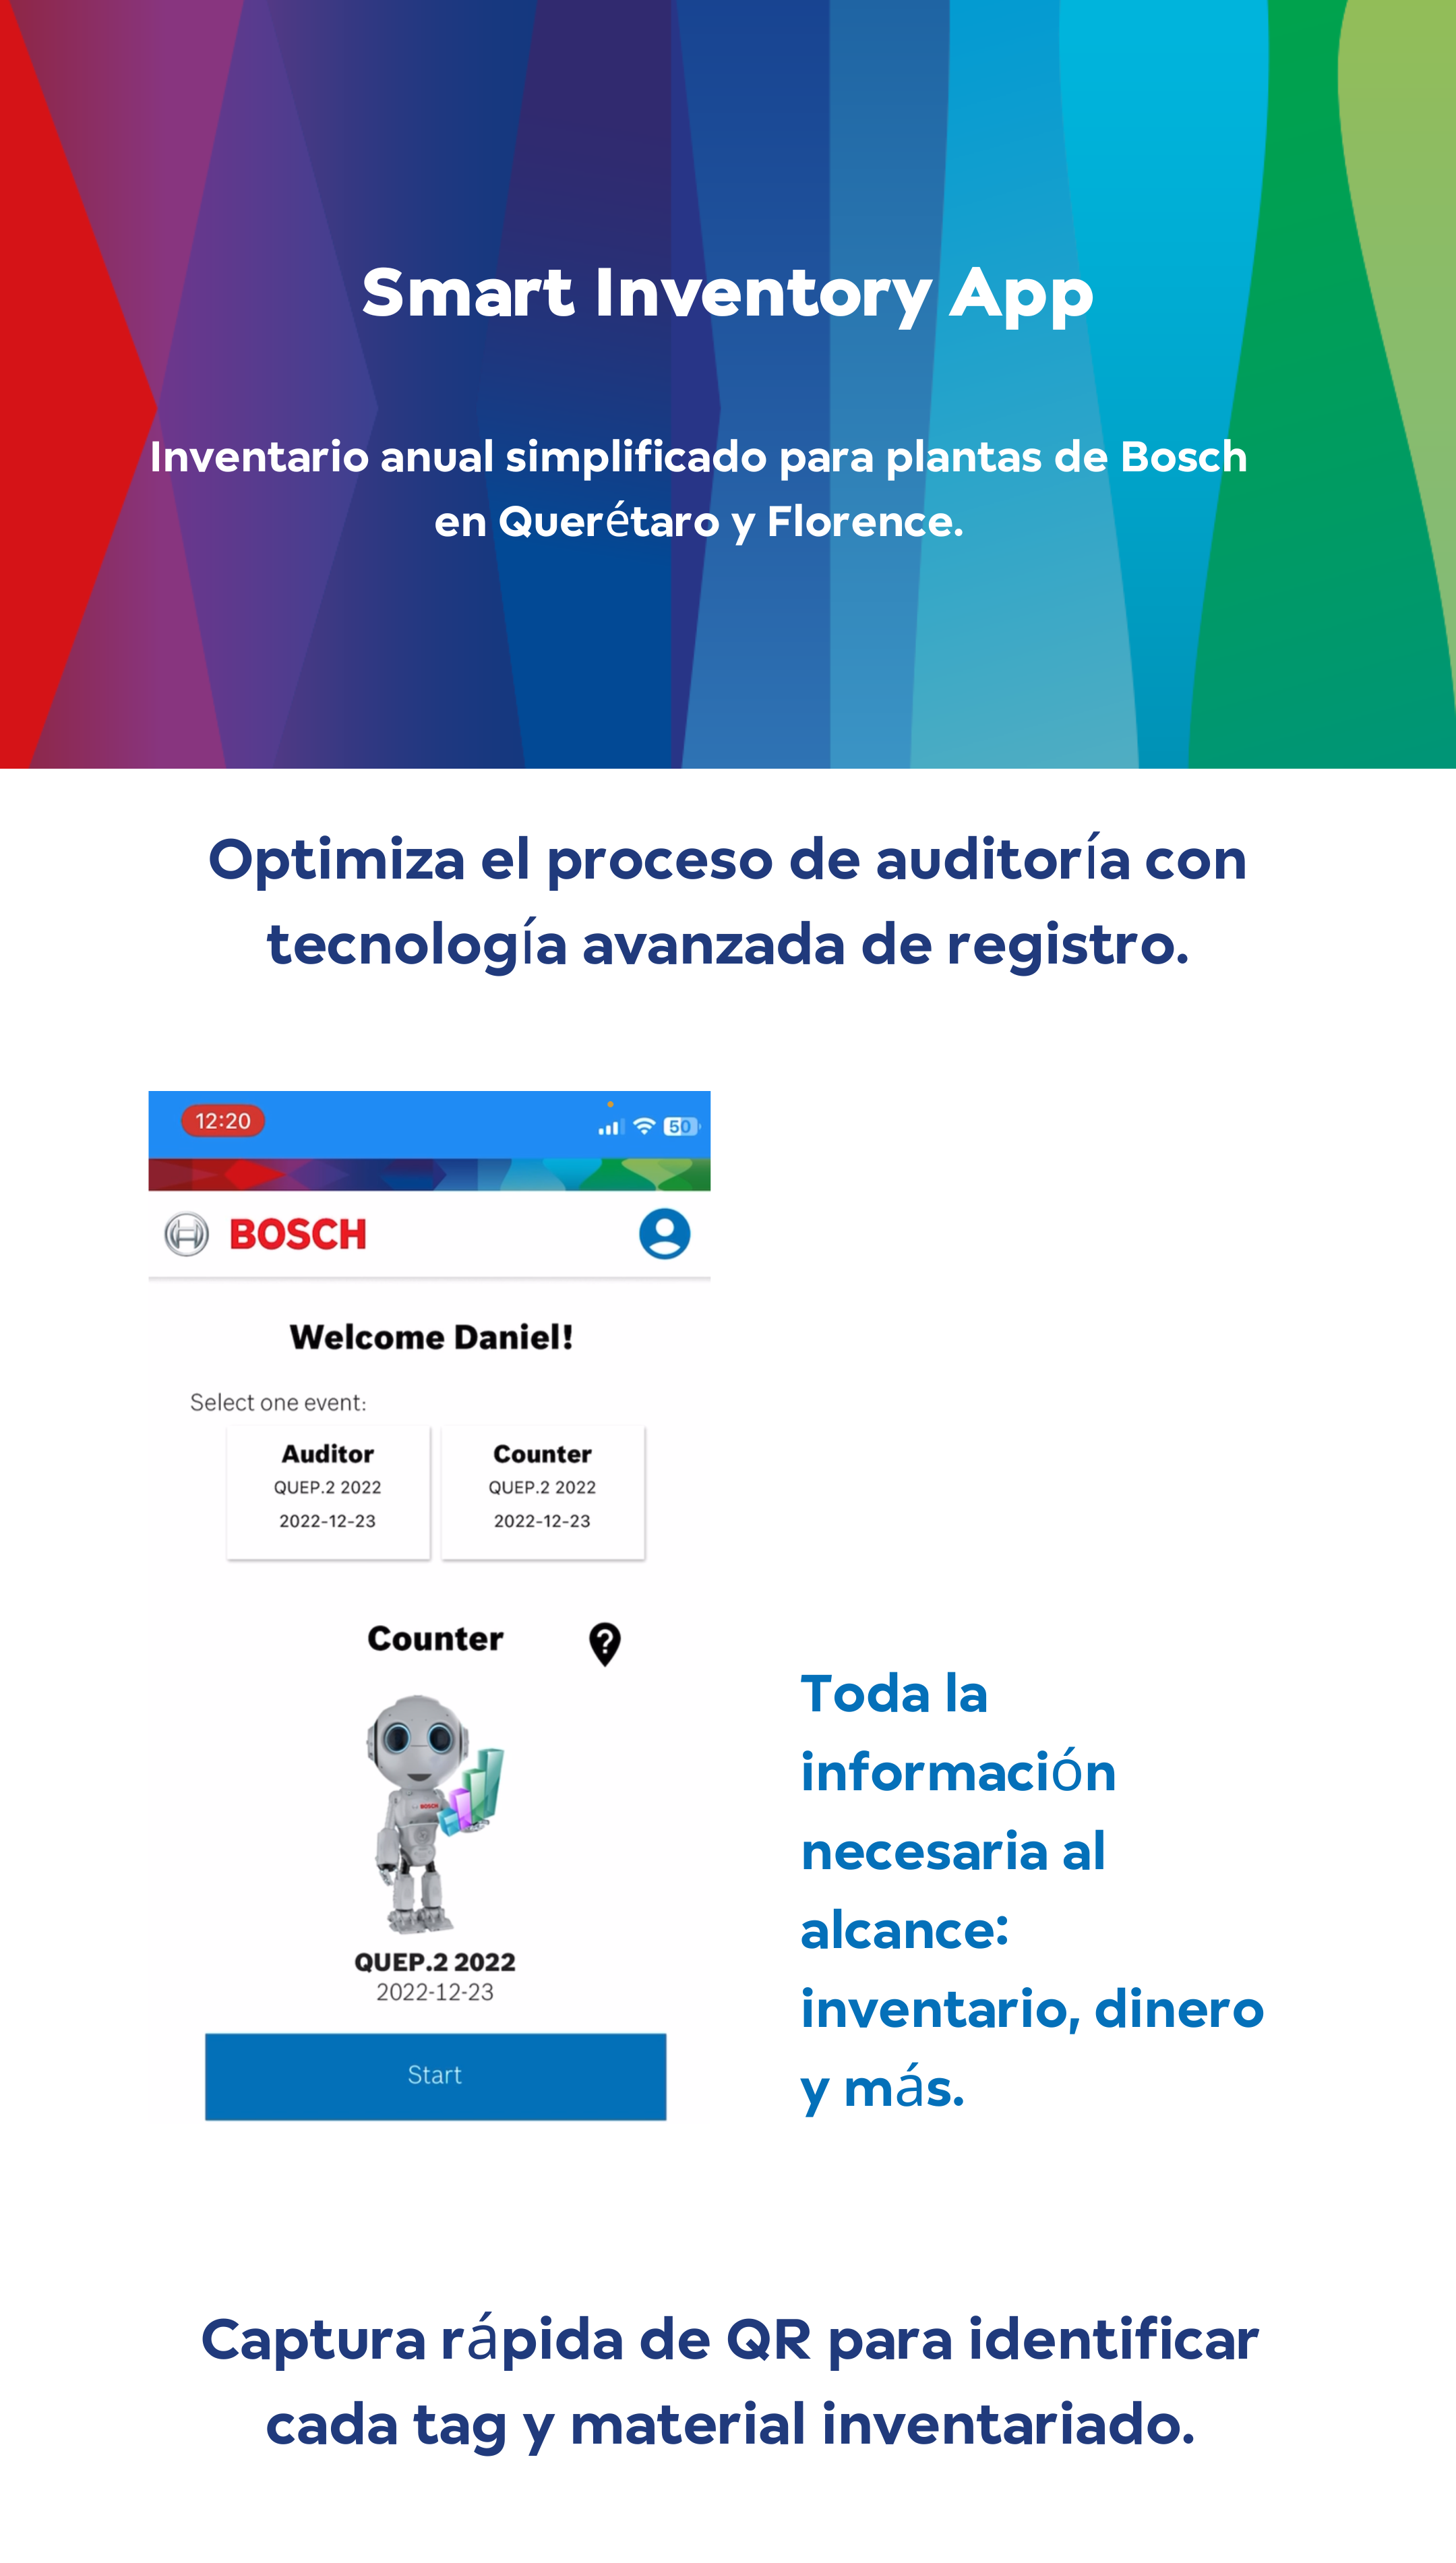 Smart Inventory App
Inventario anual simplificado para plantas de Bosch
en Querétaro y Florence.
Optimiza el proceso de auditoría con
tecnología avanzada de registro.
12:20
50
BOSCH
Welcome Daniel!
Select one event:
Auditor
QUEP.2 2022
2022-12-23
Counter
QUEP.2 2022
2022-12-23
Counter
?
BOSCH
QUEP.2 2022
2022-12-23
Start
Toda la
información
necesaria al
alcance:
inventario, dinero
y más.
Captura rápida de QR para identificar
cada tag y material inventariado.